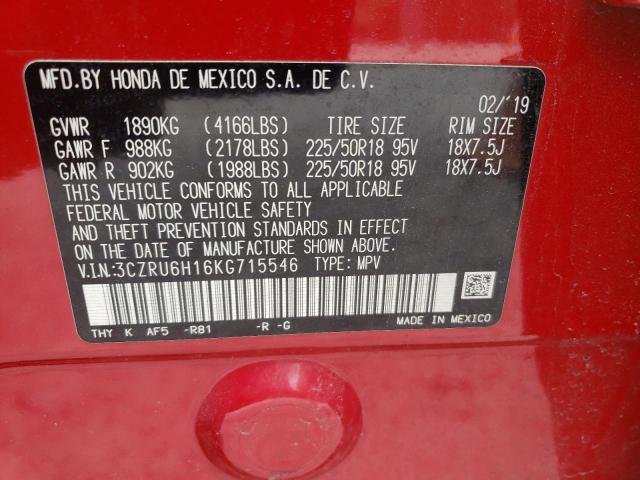 MFD. BY HONDA DE MEXICO S.A. DE C.V.
02/'19
GVWR 1890KG (4166LBS) TIRE SIZE RIM SIZE
GAWR F 988KG (2178LBS) 225/50R18 95V 18X7.5J
GAWR R 902KG (1988LBS) 225/50R18 95V 18X7.5J
THIS VEHICLE CONFORMS TO ALL APPLICABLE
FEDERAL MOTOR VEHICLE SAFETY
AND THEFT PREVENTION STANDARDS IN EFFECT
ON THE DATE OF MANUFACTURE SHOWN ABOVE.
V.I.N:3CZRU6H16KG715546 TYPE: MPV
THY K AF5 -R81 -R -G MADE IN MEXICO